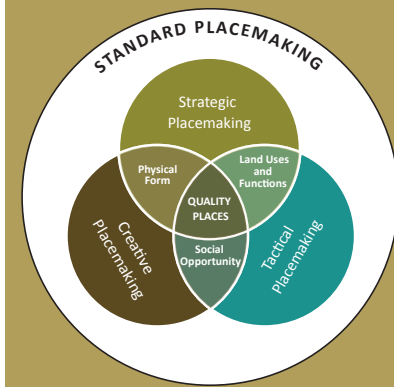 STANDARD PLACEMAKING
Strategic
Placemaking
Physical
Form
Land Uses
and
Functions
QUALITY
PLACES
Creative
Placemaking
Social
Opportunity
Tactical
Placemaking